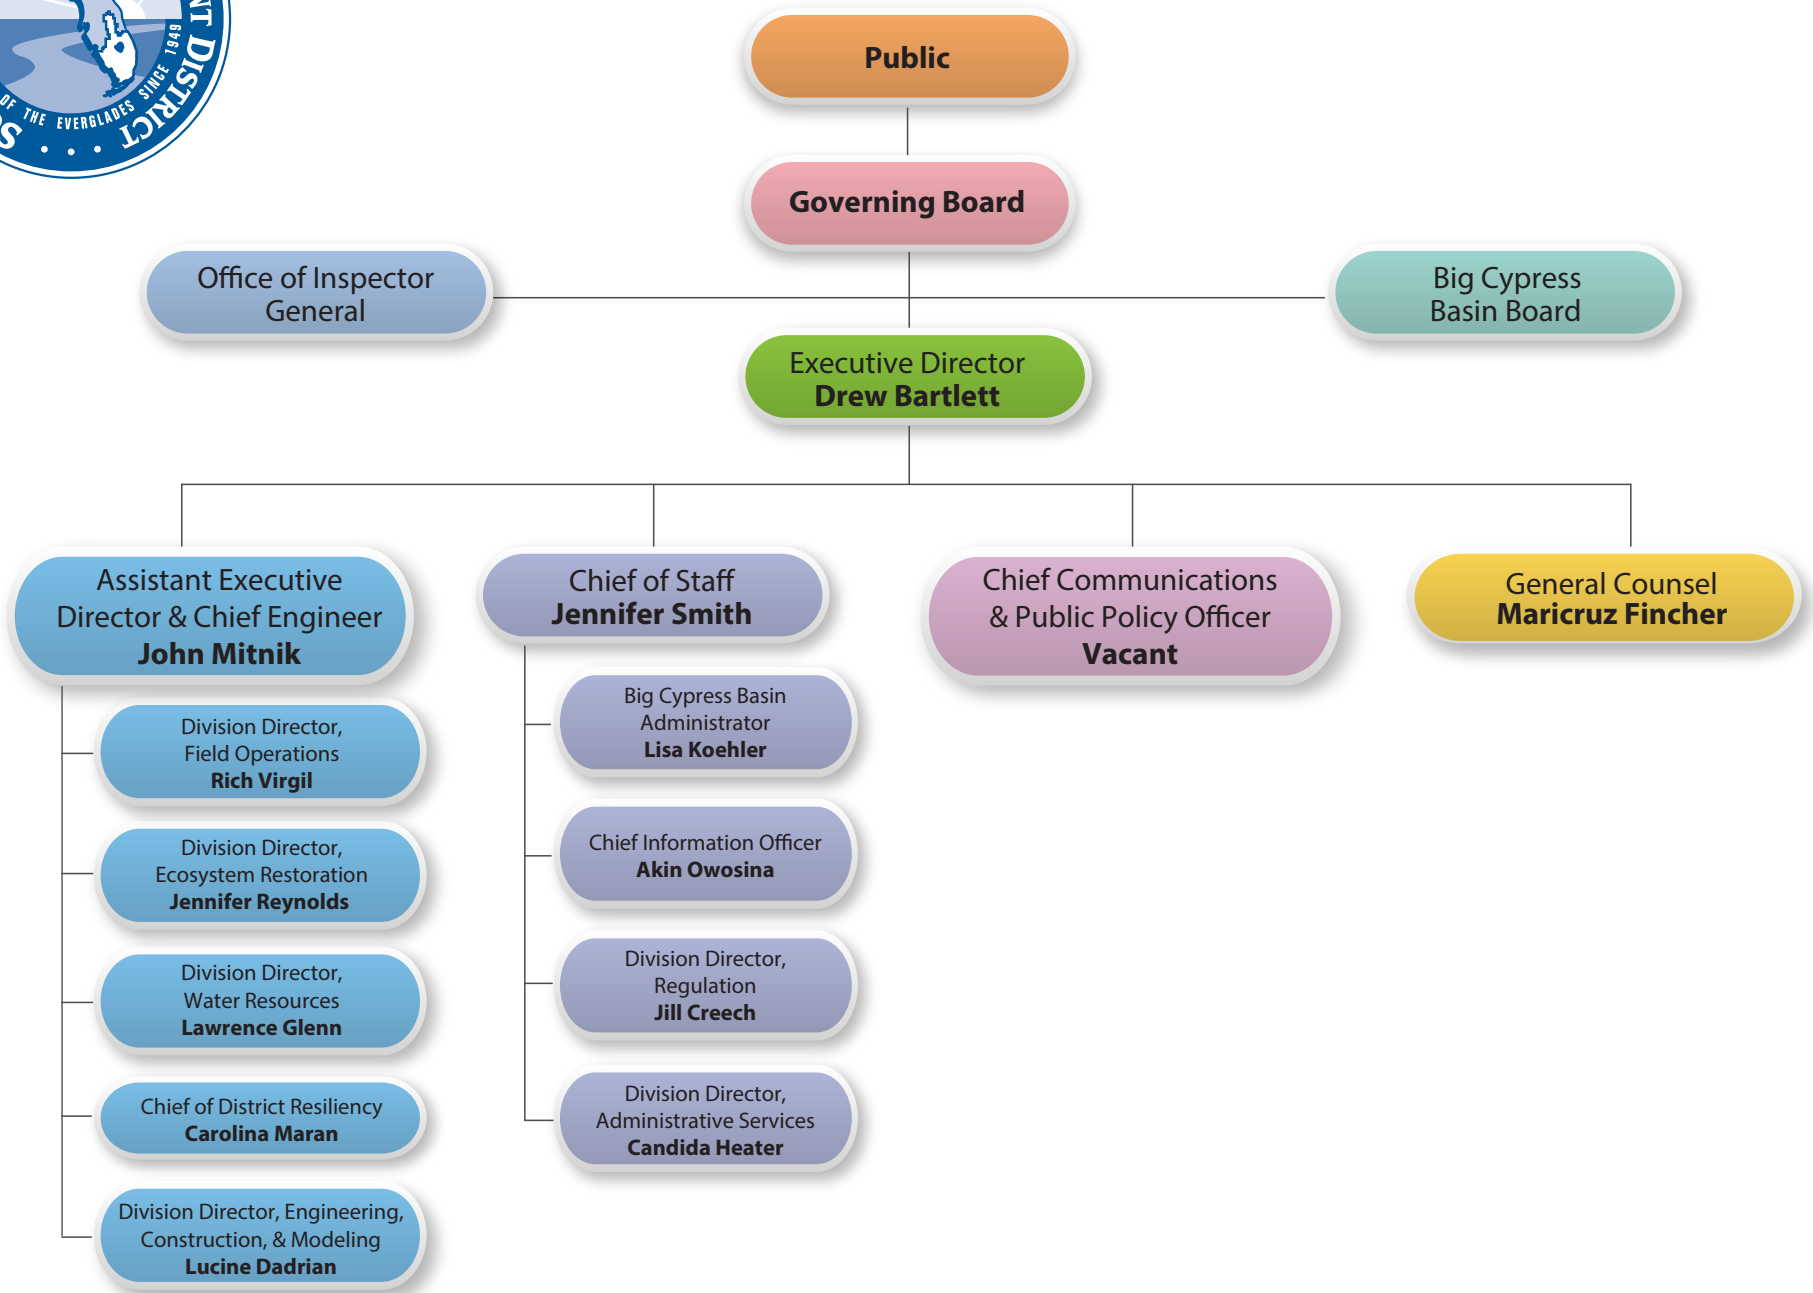 NT DISTRICT
OF THE EVERGLADES SINCE 1949
Public
Governing Board
Office of Inspector
General
Big Cypress
Basin Board
Executive Director
Drew Bartlett
Assistant Executive
Director & Chief Engineer
John Mitnik
Division Director,
Field Operations
Rich Virgil
Division Director,
Ecosystem Restoration
Jennifer Reynolds
Division Director,
Water Resources
Lawrence Glenn
Chief of District Resiliency
Carolina Maran
Division Director, Engineering,
Construction, & Modeling
Lucine Dadrian
Chief of Staff
Jennifer Smith
Big Cypress Basin
Administrator
Lisa Koehler
Chief Information Officer
Akin Owosina
Division Director,
Regulation
Jill Creech
Division Director,
Administrative Services
Candida Heater
Chief Communications
& Public Policy Officer
Vacant
General Counsel
Maricruz Fincher